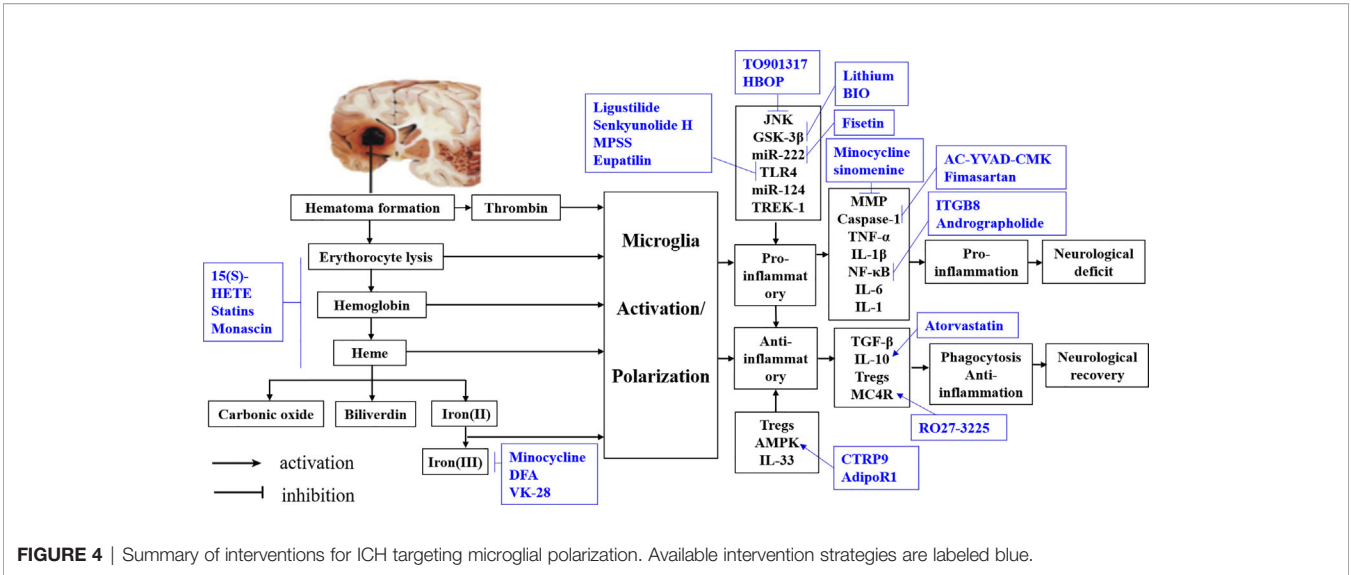 TO901317
HBOP
Lithium
BIO
Ligustilide
Senkyunolide H
MPSS
Eupatilin
JNK
GSK-3β
miR-222
TLR4
miR-124
TREK-1
Fisetin
Minocycline
sinomenine
AC-YVAD-CMK
Fimasartan
ITGB8
Andrographolide
Hematoma formation
Thrombin
Erythorocyte lysis
Hemoglobin
Heme
15(S)-
HETE
Statins
Monascin
Carbonic oxide
Biliverdin
Iron(II)
Iron(III)
Minocycline
DFA
VK-28
activation
inhibition
Microglia
Activation/
Polarization
Pro-
inflammat
ory
MMP
Caspase-1
TNF-α
IL-1β
NF-κB
IL-6
IL-1
Pro-
inflammation
Neurological
deficit
Anti-
inflammat
ory
TGF-β
IL-10
Tregs
MC4R
Atorvastatin
Phagocytosis
Anti-
inflammation
Neurological
recovery
RO27-3225
Tregs
AMPK
IL-33
CTRP9
AdipoR1
FIGURE 4 | Summary of interventions for ICH targeting microglial polarization. Available intervention strategies are labeled blue.